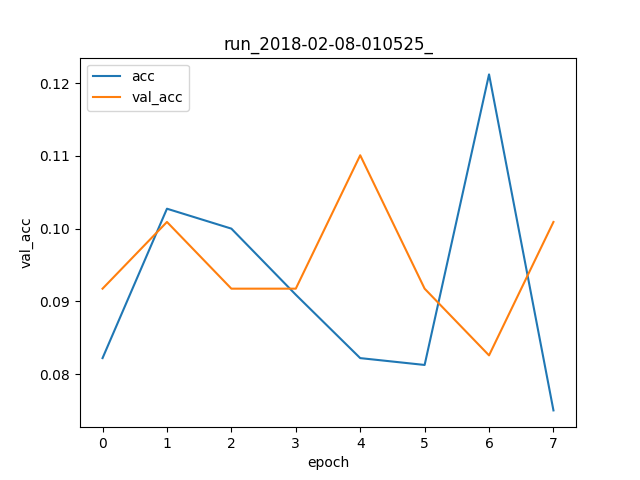 run_2018-02-08-010525_
acc
val_acc
0.12
0.11
0.10
0.09
0.08
val_acc
0 1 2 3 4 5 6 7
epoch